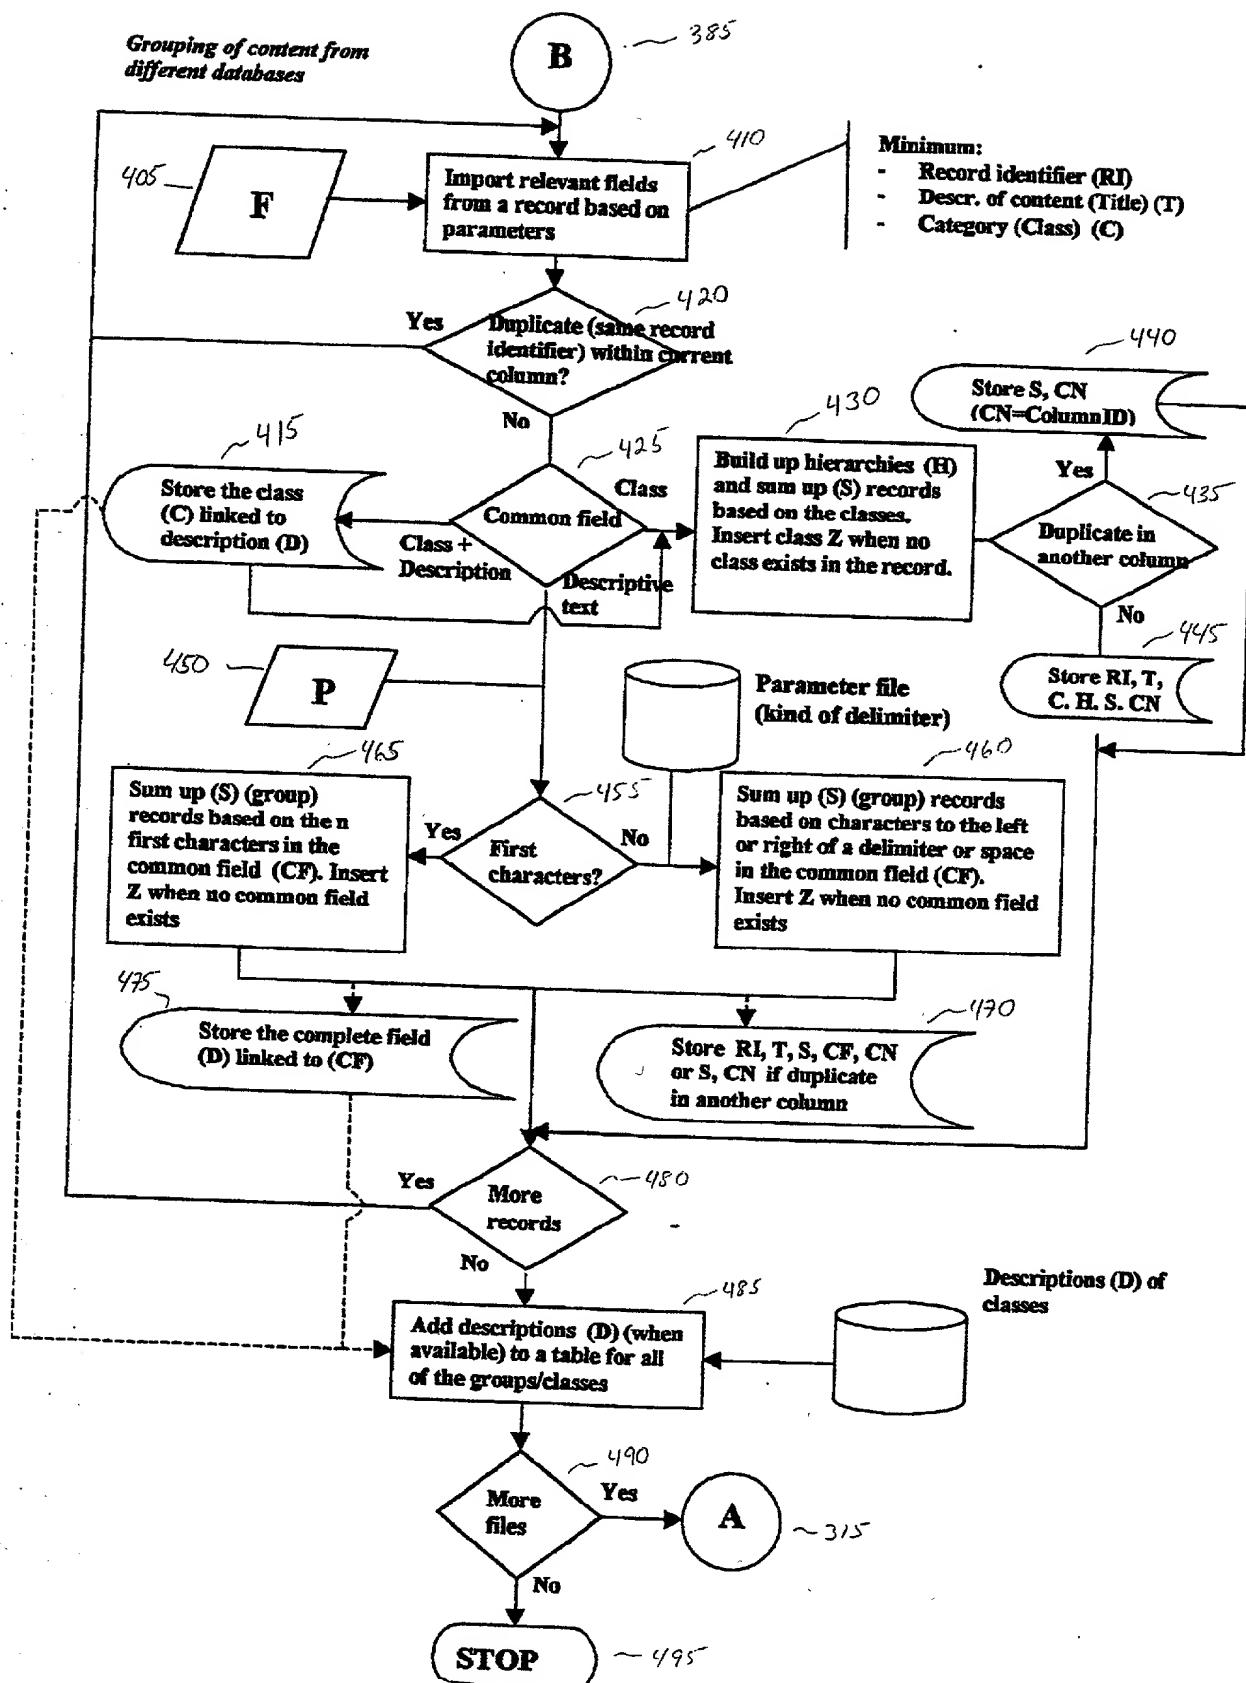 Grouping of content from
different databases
B
385
405
F
Import relevant fields
from a record based on
parameters
410
Minimum:
- Record identifier (RI)
- Descr. of content (Title) (T)
- Category (Class) (C)
420
Yes
Duplicate (same record
identifier) within current
column?
No
440
Store S, CN
(CN=ColumnID)
415
Store the class
(C) linked to
description (D)
425
Common field
Class
Class +
Description
Descriptive
text
430
Build up hierarchies (H)
and sum up (S) records
based on the classes.
Insert class Z when no
class exists in the record.
Yes
435
Duplicate in
another column
No
445
Store RI, T,
C. H. S. CN
450
P
Parameter file
(kind of delimiter)
465
Sum up (S) (group)
records based on the n
first characters in the
common field (CF). Insert
Z when no common field
exists
455
Yes
First
characters?
No
460
Sum up (S) (group) records
based on characters to the left
or right of a delimiter or space
in the common field (CF).
Insert Z when no common field
exists
475
Store the complete field
(D) linked to (CF)
470
Store RI, T, S, CF, CN
or S, CN if duplicate
in another column
Yes
More
records
480
No
485
Add descriptions (D) (when
available) to a table for all
of the groups/classes
Descriptions (D) of
classes
490
More
files
Yes
A
315
No
STOP
495